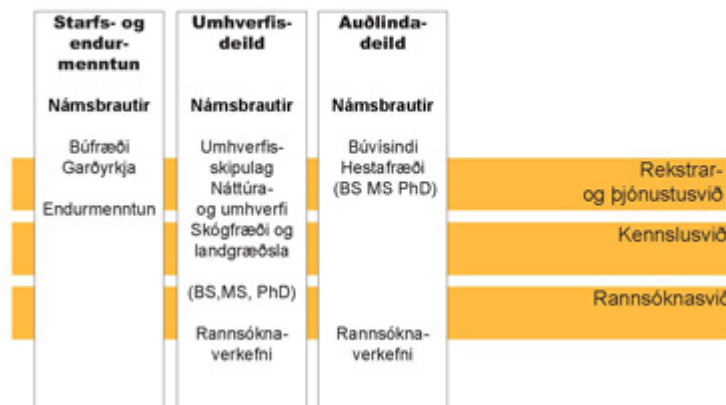 Starfs- og
endur-
menntun
Námsbrautir
Búfræði
Garðyrkja
Endurmenntun
Umhverfis-
deild
Námsbrautir
Umhverfis-
skipulag
Náttúra-
og umhverfi
Skógfræði og
landgræðsla
(BS,MS, PhD)
Rannsókna-
verkefni
Auðlinda-
deild
Námsbrautir
Búvísindi
Hestafræði
(BS MS PhD)
Rannsókna-
verkefni
Rekstrar-
og þjónustusvið
Kennslusvið
Rannsóknasvið